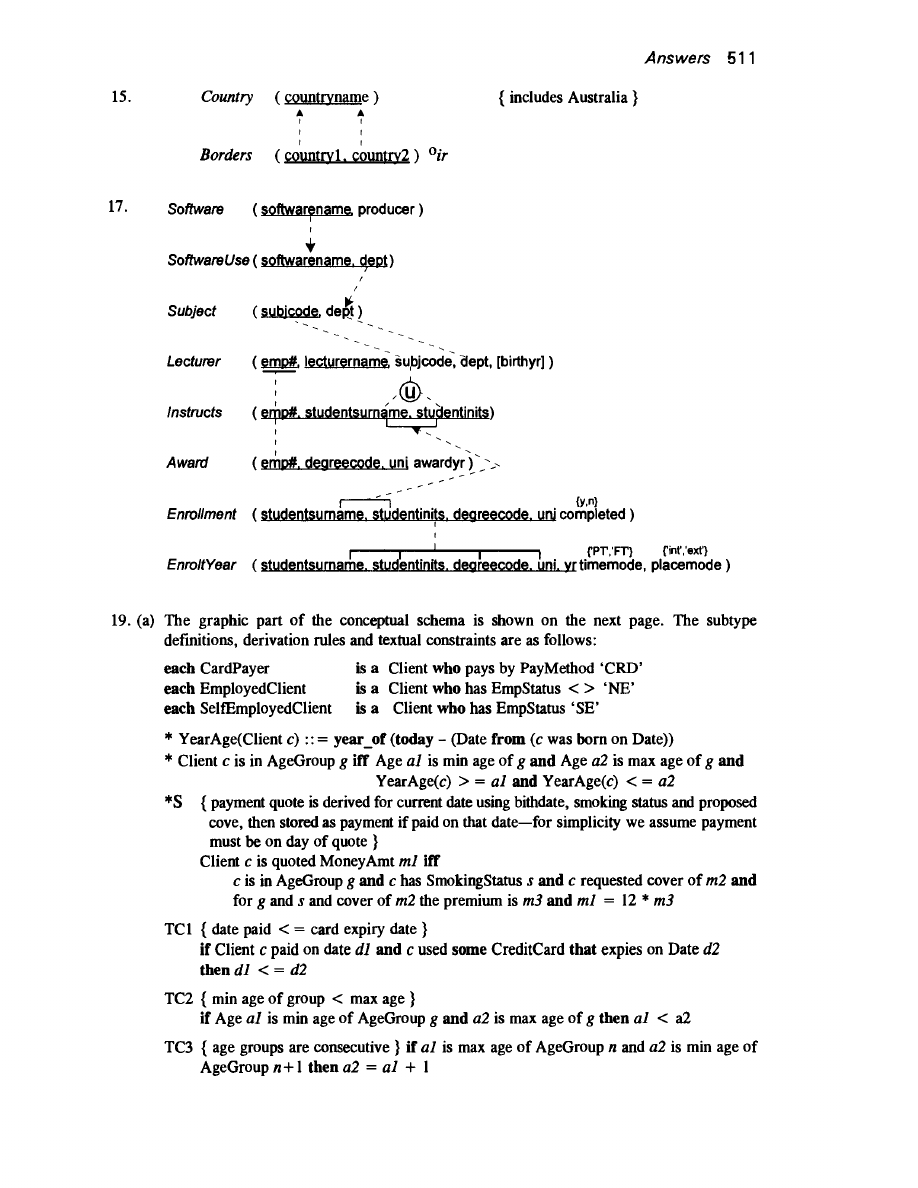 Answers 511
15. Country ( countryname ) { includes Australia }
Borders ( country1, country2 ) ᴼir
17. Software ( softwarename, producer )
SoftwareUse ( softwarename, dept )
Subject ( subjcode, dept )
Lecturer ( emp#, lecturername, subjcode, dept, [birthyr] )
u
Instructs ( emp#, studentsurname, studentinits)
Award ( emp#, degreecode, uni awardyr )
{y,n}
Enrollment ( studentsurname, studentinits, degreecode, uni completed )
{'PT','FT'} {'int','ext'}
EnroltYear ( studentsurname, studentinits, degreecode, uni, yr timemode, placemode )
19. (a) The graphic part of the conceptual schema is shown on the next page. The subtype
definitions, derivation rules and textual constraints are as follows:
each CardPayer is a Client who pays by PayMethod ‘CRD’
each EmployedClient is a Client who has EmpStatus < > ‘NE’
each SelfEmployedClient is a Client who has EmpStatus ‘SE’
* YearAge(Client c) ::= year_of (today – (Date from (c was born on Date))
* Client c is in AgeGroup g iff Age a1 is min age of g and Age a2 is max age of g and
YearAge(c) > = a1 and YearAge(c) < = a2
*S { payment quote is derived for current date using bithdate, smoking status and proposed
cove, then stored as payment if paid on that date—for simplicity we assume payment
must be on day of quote }
Client c is quoted MoneyAmt m1 iff
c is in AgeGroup g and c has SmokingStatus s and c requested cover of m2 and
for g and s and cover of m2 the premium is m3 and m1 = 12 * m3
TC1 { date paid < = card expiry date }
if Client c paid on date d1 and c used some CreditCard that expies on Date d2
then d1 < = d2
TC2 { min age of group < max age }
if Age a1 is min age of AgeGroup g and a2 is max age of g then a1 < a2
TC3 { age groups are consecutive } if a1 is max age of AgeGroup n and a2 is min age of
AgeGroup n+1 then a2 = a1 + 1